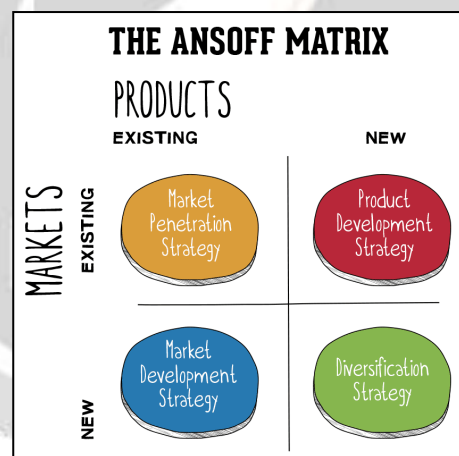 THE ANSOFF MATRIX
PRODUCTS
EXISTING
NEW
MARKETS
EXISTING
Market
Penetration
Strategy
Product
Development
Strategy
NEW
Market
Development
Strategy
Diversification
Strategy